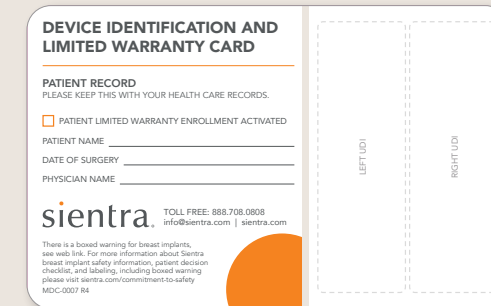 DEVICE IDENTIFICATION AND
LIMITED WARRANTY CARD
PATIENT RECORD
PLEASE KEEP THIS WITH YOUR HEALTH CARE RECORDS.
PATIENT LIMITED WARRANTY ENROLLMENT ACTIVATED
PATIENT NAME
DATE OF SURGERY
PHYSICIAN NAME
sientra.
TOLL FREE: 888.708.0808
info@sientra.com | sientra.com
There is a boxed warning for breast implants,
see web link. For more information about Sientra
breast implant safety information, patient decision
checklist, and labeling, including boxed warning
please visit sientra.com/commitment-to-safety
MDC-0007 R4
LEFT UDI
RIGHT UDI